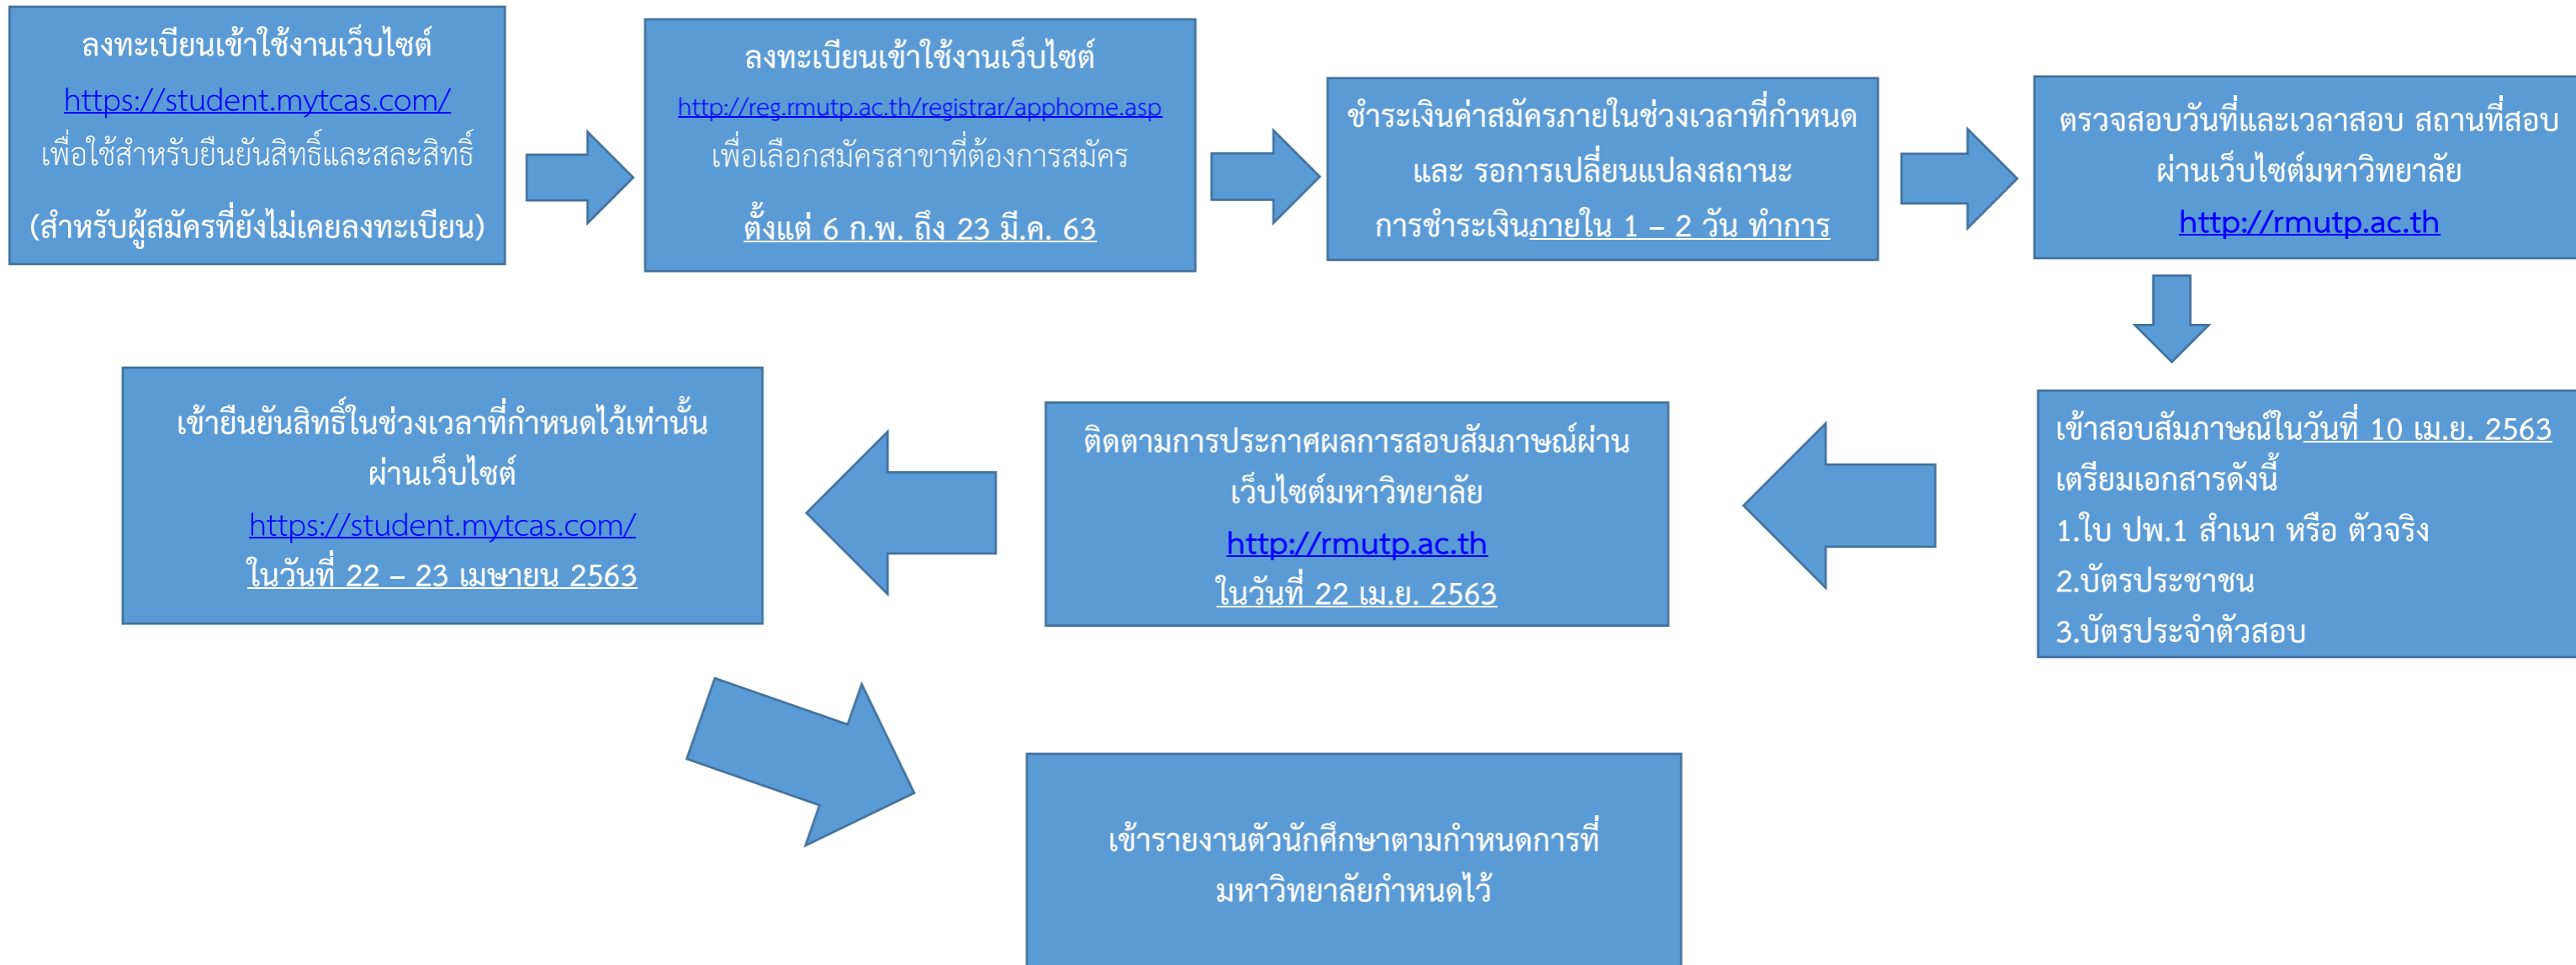 ลงทะเบียนเข้าใช้งานเว็บไซต์
https://student.mytcas.com/
เพื่อใช้สำหรับยืนยันสิทธิ์และสละสิทธิ์
(สำหรับผู้สมัครที่ยังไม่เคยลงทะเบียน)
ลงทะเบียนเข้าใช้งานเว็บไซต์
http://reg.rmutp.ac.th/registrar/apphome.asp
เพื่อเลือกสมัครสาขาที่ต้องการสมัคร
ตั้งแต่ 6 ก.พ. ถึง 23 มี.ค. 63
ชำระเงินค่าสมัครภายในช่วงเวลาที่กำหนด
และ รอการเปลี่ยนแปลงสถานะ
การชำระเงินภายใน 1 – 2 วัน ทำการ
ตรวจสอบวันที่และเวลาสอบ สถานที่สอบ
ผ่านเว็บไซต์มหาวิทยาลัย
http://rmutp.ac.th
เข้าสอบสัมภาษณ์ในวันที่ 10 เม.ย. 2563
เตรียมเอกสารดังนี้
1.ใบ ปพ.1 สำเนา หรือ ตัวจริง
2.บัตรประชาชน
3.บัตรประจำตัวสอบ
ติดตามการประกาศผลการสอบสัมภาษณ์ผ่าน
เว็บไซต์มหาวิทยาลัย
http://rmutp.ac.th
ในวันที่ 22 เม.ย. 2563
เข้ายืนยันสิทธิ์ในช่วงเวลาที่กำหนดไว้เท่านั้น
ผ่านเว็บไซต์
https://student.mytcas.com/
ในวันที่ 22 – 23 เมษายน 2563
เข้ารายงานตัวนักศึกษาตามกำหนดการที่
มหาวิทยาลัยกำหนดไว้